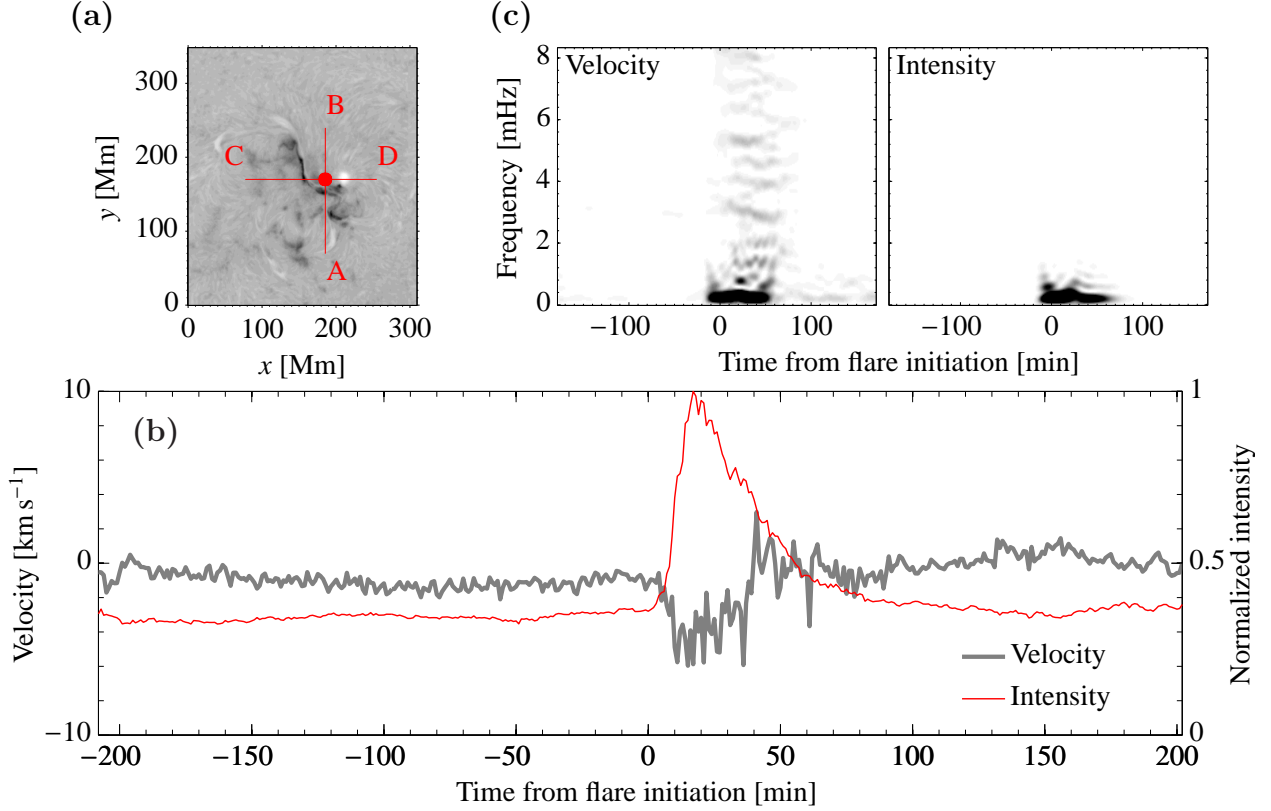 (a)
300
200
100
0
y [Mm]
B
C
D
A
0 100 200 300
x [Mm]
(c)
Velocity
Intensity
8
6
4
2
0
Frequency [mHz]
−100 0 100
−100 0 100
Time from flare initiation [min]
(b)
10
0
−10
Velocity [km s⁻¹]
1
0.5
0
Normalized intensity
Velocity
Intensity
−200 −150 −100 −50 0 50 100 150 200
Time from flare initiation [min]